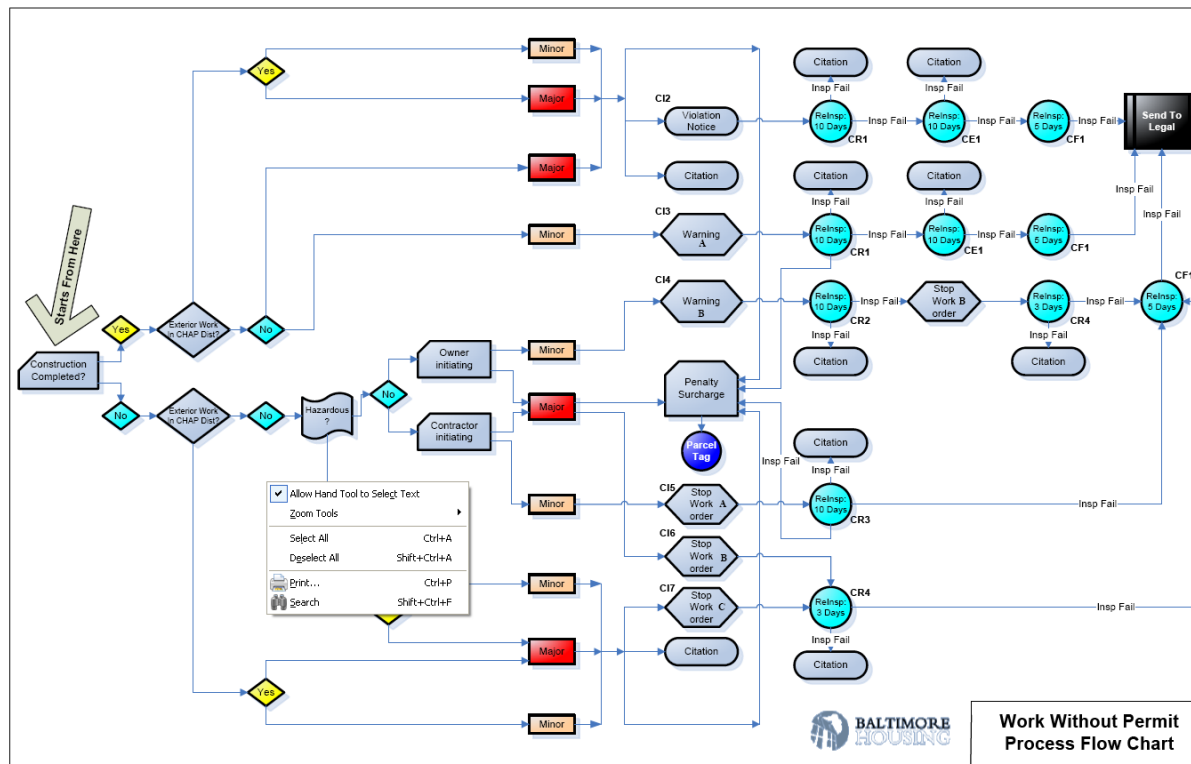 Minor
Yes
Major
Major
Minor
CI2
Violation
Notice
Citation
Citation
Insp Fail
ReInsp:
10 Days
CR1
Insp Fail
Citation
Insp Fail
ReInsp:
10 Days
CE1
Insp Fail
ReInsp:
5 Days
CF1
Insp Fail
Send To
Legal
CI3
Warning
A
Citation
Insp Fail
ReInsp:
10 Days
CR1
Insp Fail
Citation
Insp Fail
ReInsp:
10 Days
CE1
Insp Fail
ReInsp:
5 Days
CF1
Insp Fail
Insp Fail
Starts From Here
Yes
Exterior Work
In CHAP Dist?
No
Construction
Completed?
No
Exterior Work
In CHAP Dist?
No
Hazardous
?
No
Owner
initiating
Contractor
initiating
Minor
Major
Minor
CI4
Warning
B
ReInsp:
10 Days
CR2
Insp Fail
Citation
Insp Fail
Stop
Work B
order
ReInsp:
3 Days
CR4
Insp Fail
Citation
Insp Fail
CF1
ReInsp:
5 Days
Penalty
Surcharge
Parcel
Tag
Insp Fail
Citation
Insp Fail
CI5
Stop
Work A
order
ReInsp:
10 Days
CR3
Insp Fail
CI6
Stop
Work B
order
CI7
Stop
Work C
order
CR4
ReInsp:
3 Days
Insp Fail
Insp Fail
Citation
Citation
Allow Hand Tool to Select Text
Zoom Tools
Select All Ctrl+A
Deselect All Shift+Ctrl+A
Print... Ctrl+P
Search Shift+Ctrl+F
Minor
Major
Yes
Minor
BALTIMORE
HOUSING
Work Without Permit
Process Flow Chart